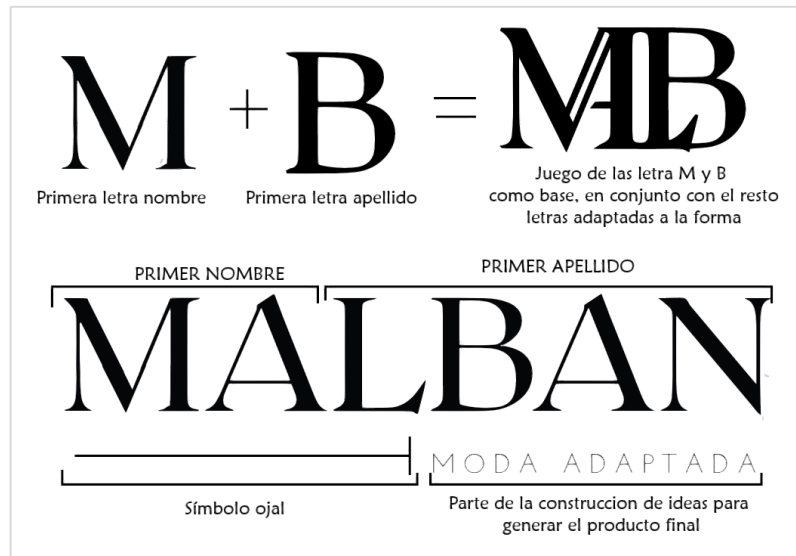 M + B = MALB
Primera letra nombre Primera letra apellido
Juego de las letra M y B
como base, en conjunto con el resto
letras adaptadas a la forma
PRIMER NOMBRE PRIMER APELLIDO
MALBAN
MODA ADAPTADA
Símbolo ojal
Parte de la construccion de ideas para
generar el producto final